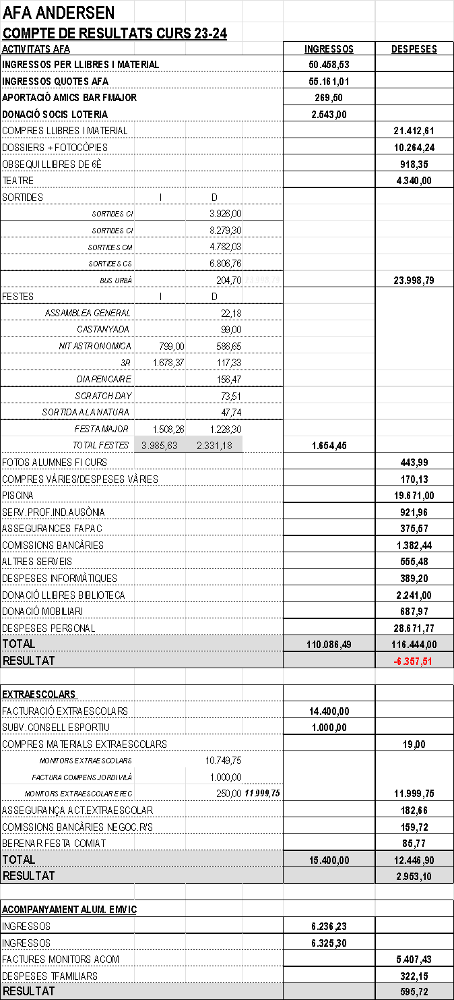 AFA ANDERSEN
COMPTE DE RESULTATS CURS 23-24
ACTIVITATS AFA INGRESSOS DESPESES
INGRESSOS PER LLIBRES I MATERIAL 50.458,53
INGRESSOS QUOTES AFA 55.161,01
APORTACIÓ AMICS BAR FMAJOR 269,50
DONACIÓ SOCIS LOTERIA 2.543,00
COMPRES LLIBRES I MATERIAL 21.412,61
DOSSIERS + FOTOCÒPIES 10.264,24
OBSEQUI LLIBRES DE 6È 918,35
TEATRE 4.340,00
SORTIDES I D
SORTIDES CI 3.926,00
SORTIDES CI 8.279,30
SORTIDES CM 4.782,03
SORTIDES CS 6.806,76
BUS URBÀ 204,70 23.998,79 23.998,79
FESTES I D
ASSAMBLEA GENERAL 22,18
CASTANYADA 99,00
NIT ASTRONOMICA 799,00 586,65
3R 1.678,37 117,33
DIA PENCAIRE 156,47
SCRATCH DAY 73,51
SORTIDA A LA NATURA 47,74
FESTA MAJOR 1.508,26 1.228,30
TOTAL FESTES 3.985,63 2.331,18 1.654,45
FOTOS ALUMNES FI CURS 443,99
COMPRES VÀRIES/DESPESES VÀRIES 170,13
PISCINA 19.671,00
SERV.PROF.IND.AUSÒNIA 921,96
ASSEGURANCES FAPAC 375,57
COMISSIONS BANCÀRIES 1.382,44
ALTRES SERVEIS 555,48
DESPESES INFORMÀTIQUES 389,20
DONACIÓ LLIBRES BIBLIOTECA 2.241,00
DONACIÓ MOBILIARI 687,97
DESPESES PERSONAL 28.671,77
TOTAL 110.086,49 116.444,00
RESULTAT -6.357,51
EXTRAESCOLARS
FACTURACIÓ EXTRAESCOLARS 14.400,00
SUBV.CONSELL ESPORTIU 1.000,00
COMPRES MATERIALS EXTRAESCOLARS 19,00
MONITORS EXTRAESCOLARS 10.749,75
FACTURA COMPENS.JORDI VILÀ 1.000,00
MONITORS EXTRAESCOLAR EFEC 250,00 11.999,75 11.999,75
ASSEGURANÇA ACT.EXTRAESCOLAR 182,66
COMISSIONS BANCÀRIES NEGOC.R/S 159,72
BERENAR FESTA COMIAT 85,77
TOTAL 15.400,00 12.446,90
RESULTAT 2.953,10
ACOMPANYAMENT ALUM. EMVIC
INGRESSOS 6.236,23
INGRESSOS 6.325,30
FACTURES MONITORS ACOM 5.407,43
DESPESES TFAMILIARS 322,15
RESULTAT 595,72